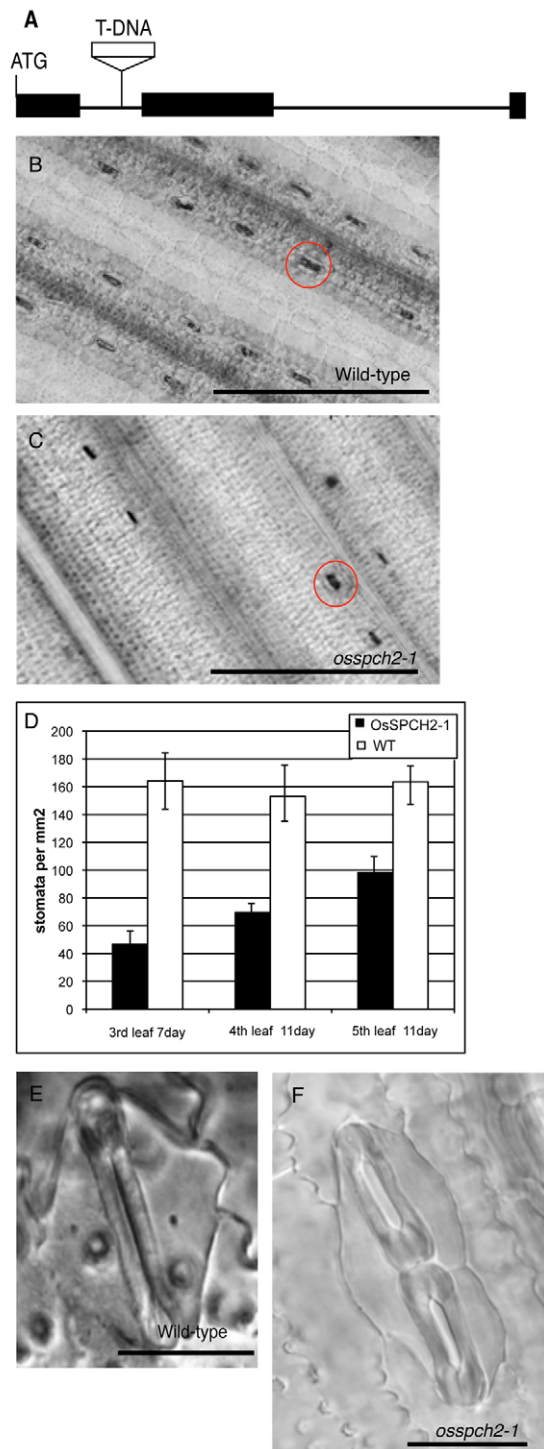 A
T-DNA
ATG
B
Wild-type
C
osspch2-1
D
OsSPCH2-1
WT
stomata per mm2
200
180
160
140
120
100
80
60
40
20
0
3rd leaf 7day
4th leaf 11day
5th leaf 11day
E
Wild-type
F
osspch2-1